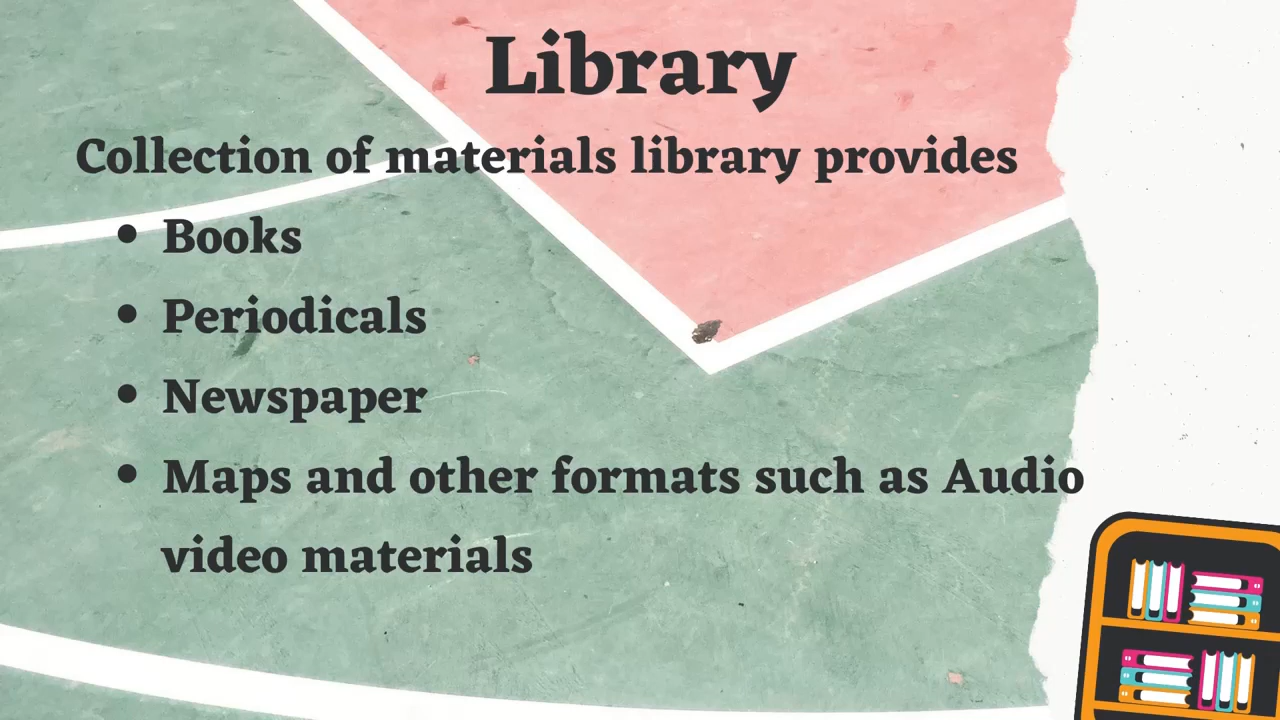 Library
Collection of materials library provides
• Books
• Periodicals
• Newspaper
• Maps and other formats such as Audio
video materials